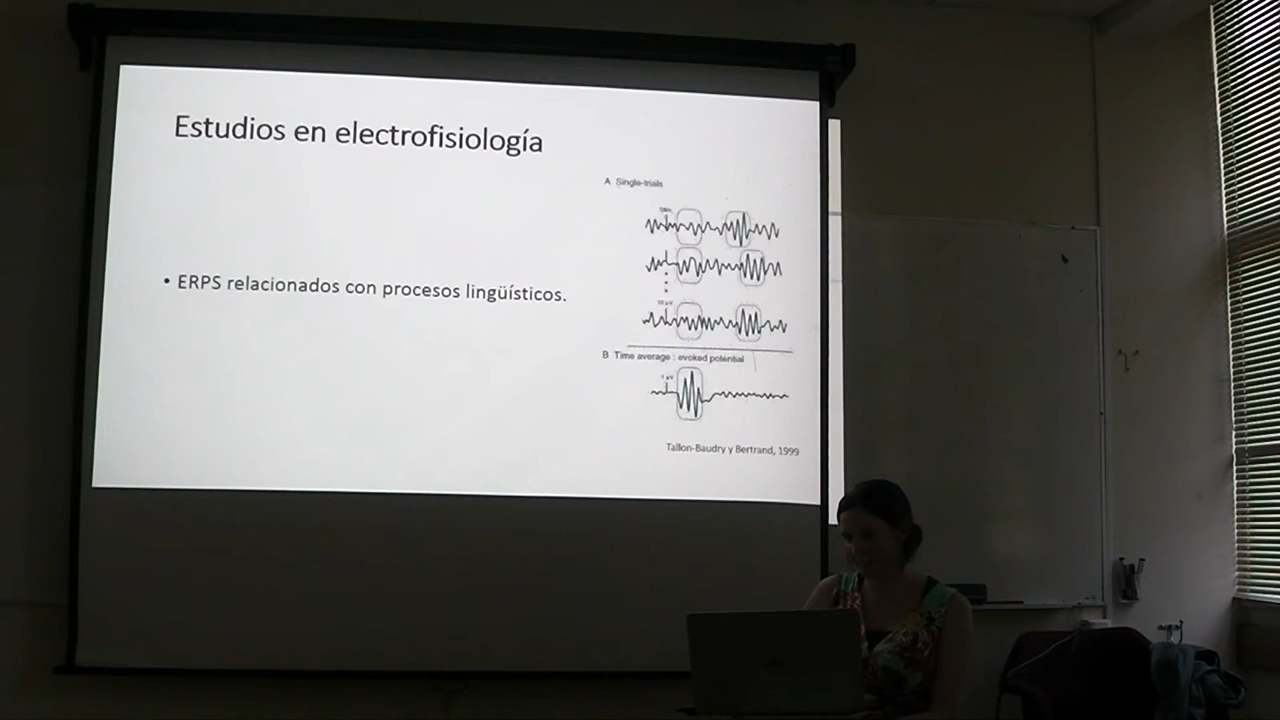 Estudios en electrofisiología
• ERPS relacionados con procesos lingüísticos.
A Single-trials
B Time average : evoked potential
Tallon-Baudry y Bertrand, 1999